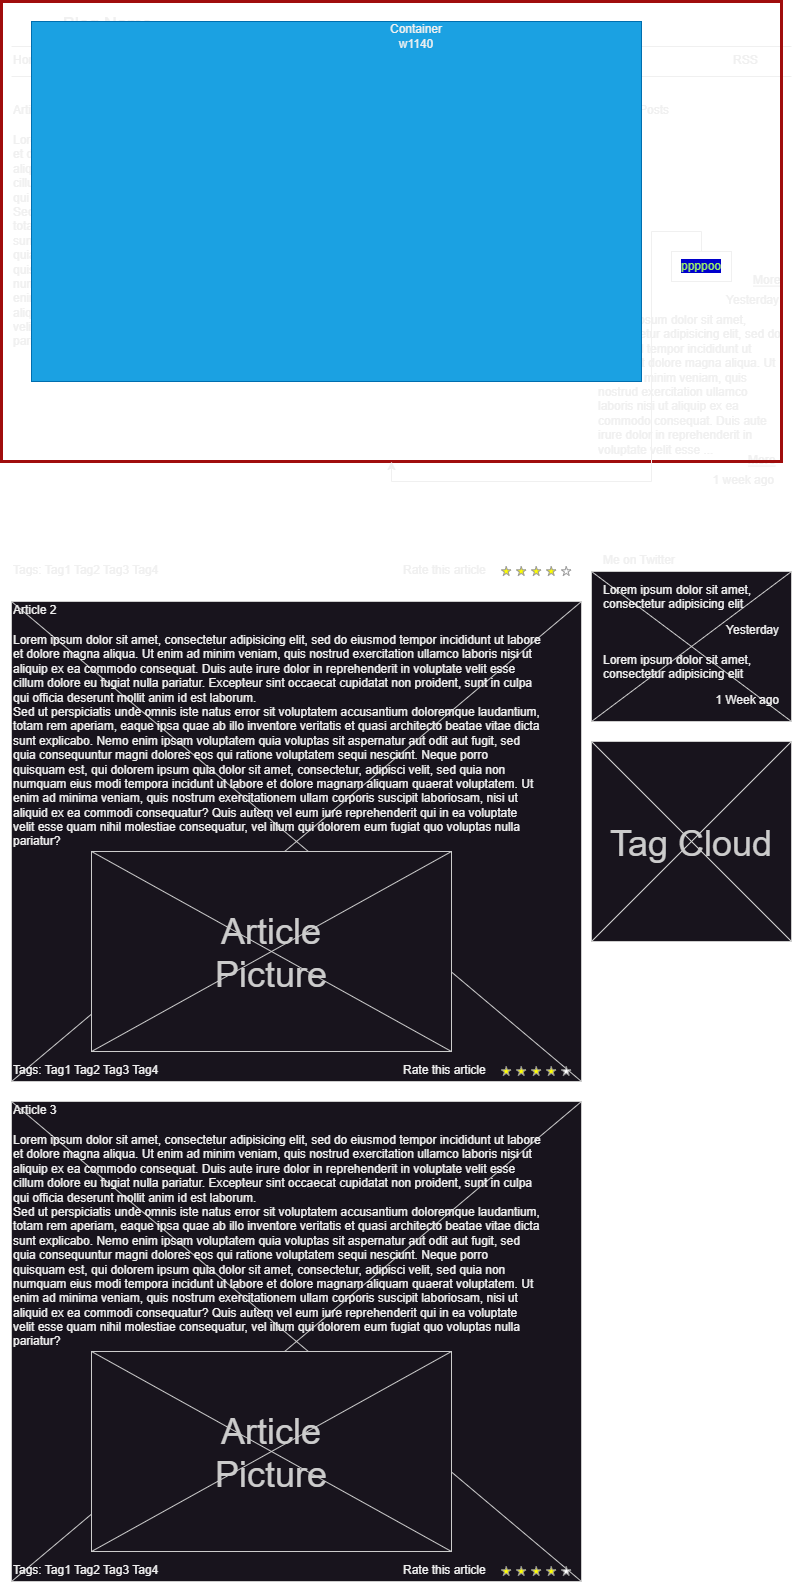 Container
w1140
RSS
Posts
ppppoo
More
Yesterday
nostrud exercitation ullamco
laboris nisi ut aliquip ex ea
commodo consequat. Duis aute
irure dolor in reprehenderit in
voluptate velit esse ...
More
1 week ago
Tags: Tag1 Tag2 Tag3 Tag4
Rate this article
Me on Twitter
Lorem ipsum dolor sit amet,
consectetur adipisicing elit
Yesterday
Lorem ipsum dolor sit amet,
consectetur adipisicing elit
1 Week ago
Tag Cloud
Article 2
Lorem ipsum dolor sit amet, consectetur adipisicing elit, sed do eiusmod tempor incididunt ut labore
et dolore magna aliqua. Ut enim ad minim veniam, quis nostrud exercitation ullamco laboris nisi ut
aliquip ex ea commodo consequat. Duis aute irure dolor in reprehenderit in voluptate velit esse
cillum dolore eu fugiat nulla pariatur. Excepteur sint occaecat cupidatat non proident, sunt in culpa
qui officia deserunt mollit anim id est laborum.
Sed ut perspiciatis unde omnis iste natus error sit voluptatem accusantium doloremque laudantium,
totam rem aperiam, eaque ipsa quae ab illo inventore veritatis et quasi architecto beatae vitae dicta
sunt explicabo. Nemo enim ipsam voluptatem quia voluptas sit aspernatur aut odit aut fugit, sed
quia consequuntur magni dolores eos qui ratione voluptatem sequi nesciunt. Neque porro
quisquam est, qui dolorem ipsum quia dolor sit amet, consectetur, adipisci velit, sed quia non
numquam eius modi tempora incidunt ut labore et dolore magnam aliquam quaerat voluptatem. Ut
enim ad minima veniam, quis nostrum exercitationem ullam corporis suscipit laboriosam, nisi ut
aliquid ex ea commodi consequatur? Quis autem vel eum iure reprehenderit qui in ea voluptate
velit esse quam nihil molestiae consequatur, vel illum qui dolorem eum fugiat quo voluptas nulla
pariatur?
Article
Picture
Tags: Tag1 Tag2 Tag3 Tag4
Rate this article
Article 3
Lorem ipsum dolor sit amet, consectetur adipisicing elit, sed do eiusmod tempor incididunt ut labore
et dolore magna aliqua. Ut enim ad minim veniam, quis nostrud exercitation ullamco laboris nisi ut
aliquip ex ea commodo consequat. Duis aute irure dolor in reprehenderit in voluptate velit esse
cillum dolore eu fugiat nulla pariatur. Excepteur sint occaecat cupidatat non proident, sunt in culpa
qui officia deserunt mollit anim id est laborum.
Sed ut perspiciatis unde omnis iste natus error sit voluptatem accusantium doloremque laudantium,
totam rem aperiam, eaque ipsa quae ab illo inventore veritatis et quasi architecto beatae vitae dicta
sunt explicabo. Nemo enim ipsam voluptatem quia voluptas sit aspernatur aut odit aut fugit, sed
quia consequuntur magni dolores eos qui ratione voluptatem sequi nesciunt. Neque porro
quisquam est, qui dolorem ipsum quia dolor sit amet, consectetur, adipisci velit, sed quia non
numquam eius modi tempora incidunt ut labore et dolore magnam aliquam quaerat voluptatem. Ut
enim ad minima veniam, quis nostrum exercitationem ullam corporis suscipit laboriosam, nisi ut
aliquid ex ea commodi consequatur? Quis autem vel eum iure reprehenderit qui in ea voluptate
velit esse quam nihil molestiae consequatur, vel illum qui dolorem eum fugiat quo voluptas nulla
pariatur?
Article
Picture
Tags: Tag1 Tag2 Tag3 Tag4
Rate this article